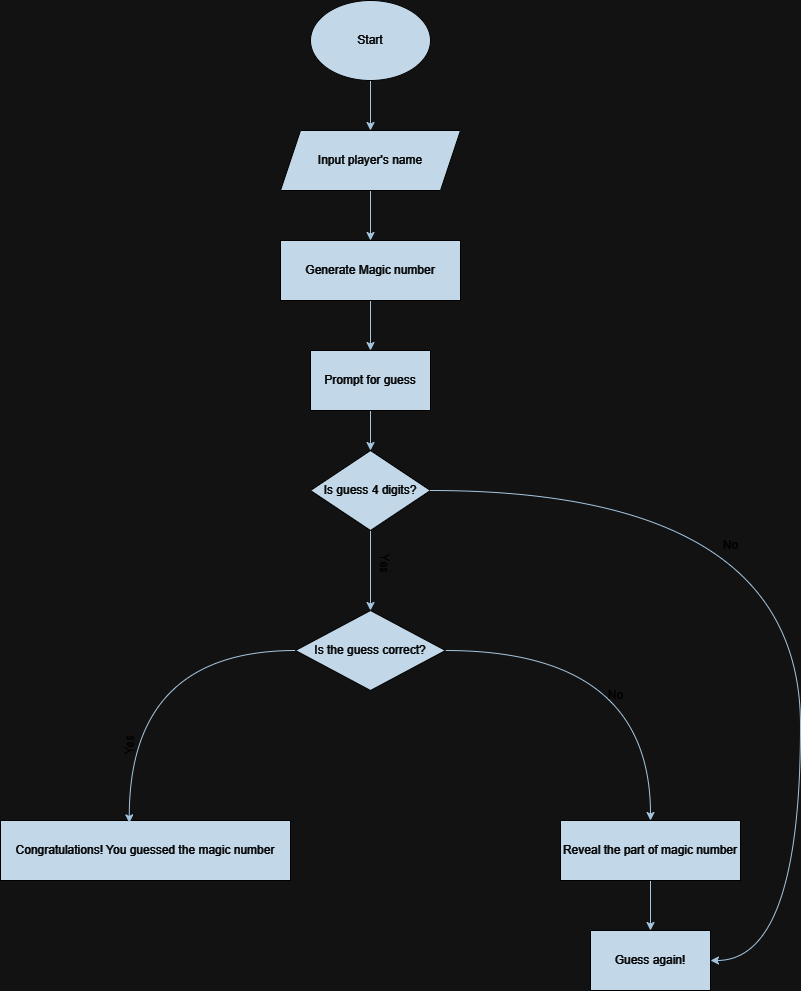 Start
Input player's name
Generate Magic number
Prompt for guess
Is guess 4 digits?
No
Yes
Is the guess correct?
No
Yes
Congratulations! You guessed the magic number
Reveal the part of magic number
Guess again!